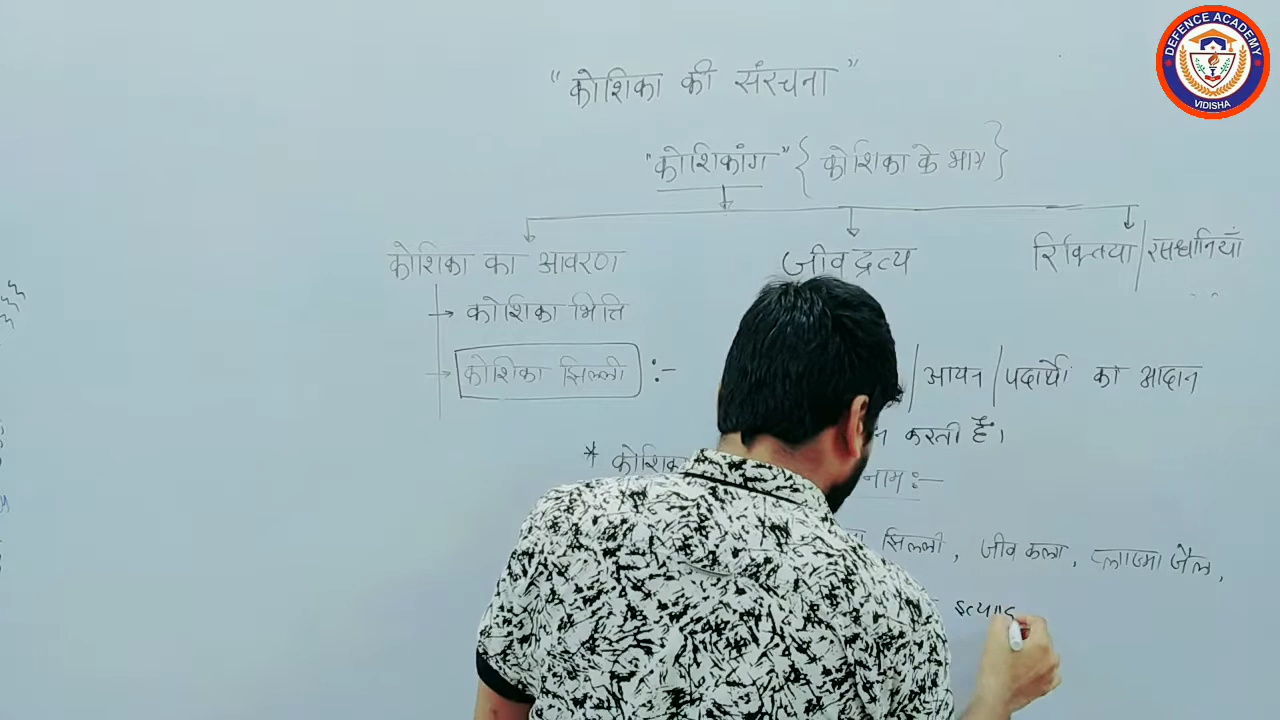 DEFENCE ACADEMY
VIDISHA
"कोशिका की संरचना"
"कोशिकांग" { कोशिका के भाग }
कोशिका का आवरण जीवद्रव्य रिक्तिया/रसधानियाँ
→ कोशिका भित्ति
→ कोशिका झिल्ली :- / आयन / पदार्थो का आदान
न करती हैं।
* कोशिका नाम :-
झिल्ली, जीव कला, प्लाज्मा जैल,
इत्याद